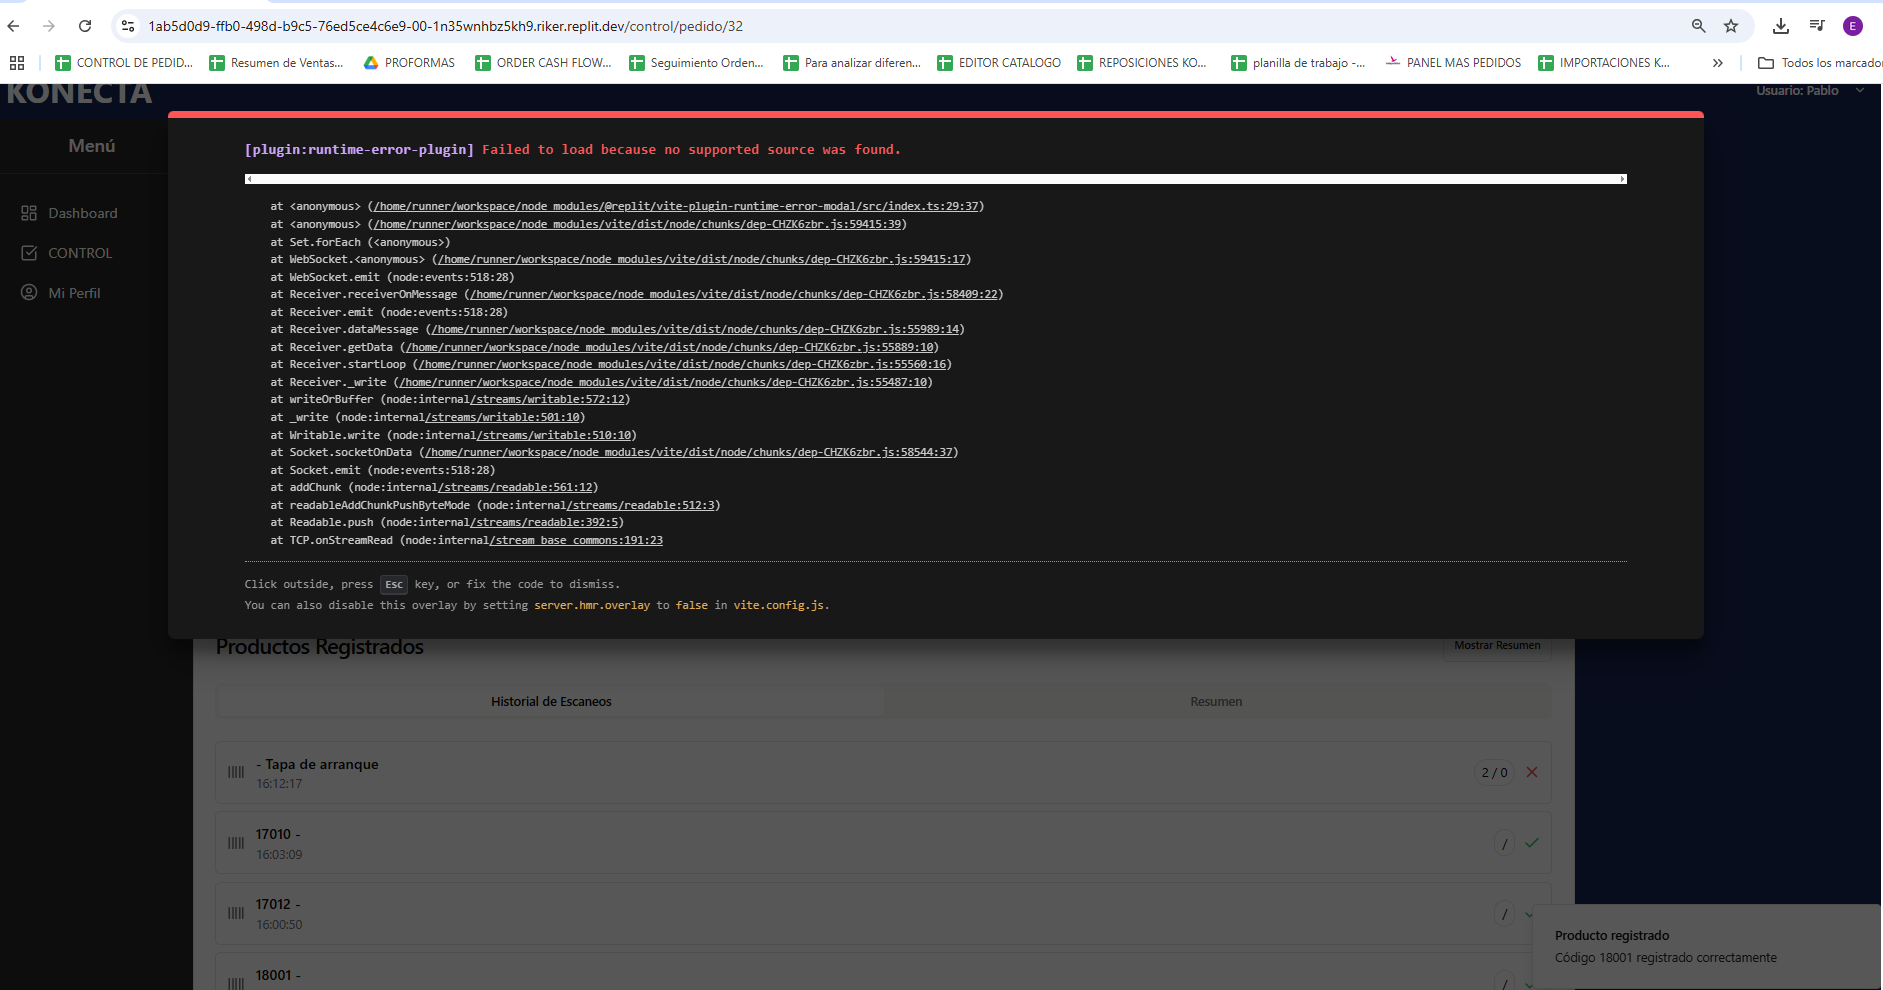 1ab5d0d9-ffb0-498d-b9c5-76ed5ce4c6e9-00-1n35wnhbz5kh9.riker.replit.dev/control/pedido/32
E
CONTROL DE PEDID...
Resumen de Ventas...
PROFORMAS
ORDER CASH FLOW...
Seguimiento Orden...
Para analizar diferen...
EDITOR CATALOGO
REPOSICIONES KO...
planilla de trabajo -...
PANEL MAS PEDIDOS
IMPORTACIONES K...
»
Todos los marcador
KONECTA
Usuario: Pablo
Menú
Dashboard
CONTROL
Mi Perfil
[plugin:runtime-error-plugin] Failed to load because no supported source was found.
at <anonymous> (/home/runner/workspace/node_modules/@replit/vite-plugin-runtime-error-modal/src/index.ts:29:37)
at <anonymous> (/home/runner/workspace/node_modules/vite/dist/node/chunks/dep-CHZK6zbr.js:59415:39)
at Set.forEach (<anonymous>)
at WebSocket.<anonymous> (/home/runner/workspace/node_modules/vite/dist/node/chunks/dep-CHZK6zbr.js:59415:17)
at WebSocket.emit (node:events:518:28)
at Receiver.receiverOnMessage (/home/runner/workspace/node_modules/vite/dist/node/chunks/dep-CHZK6zbr.js:58409:22)
at Receiver.emit (node:events:518:28)
at Receiver.dataMessage (/home/runner/workspace/node_modules/vite/dist/node/chunks/dep-CHZK6zbr.js:55989:14)
at Receiver.getData (/home/runner/workspace/node_modules/vite/dist/node/chunks/dep-CHZK6zbr.js:55889:10)
at Receiver.startLoop (/home/runner/workspace/node_modules/vite/dist/node/chunks/dep-CHZK6zbr.js:55560:16)
at Receiver._write (/home/runner/workspace/node_modules/vite/dist/node/chunks/dep-CHZK6zbr.js:55487:10)
at writeOrBuffer (node:internal/streams/writable:572:12)
at _write (node:internal/streams/writable:501:10)
at Writable.write (node:internal/streams/writable:510:10)
at Socket.socketOnData (/home/runner/workspace/node_modules/vite/dist/node/chunks/dep-CHZK6zbr.js:58544:37)
at Socket.emit (node:events:518:28)
at addChunk (node:internal/streams/readable:561:12)
at readableAddChunkPushByteMode (node:internal/streams/readable:512:3)
at Readable.push (node:internal/streams/readable:392:5)
at TCP.onStreamRead (node:internal/stream_base_commons:191:23
Click outside, press Esc key, or fix the code to dismiss.
You can also disable this overlay by setting server.hmr.overlay to false in vite.config.js.
Productos Registrados
Mostrar Resumen
Historial de Escaneos
Resumen
- Tapa de arranque
16:12:17
2 / 0
17010 -
16:03:09
/
17012 -
16:00:50
/
18001 -
/
Producto registrado
Código 18001 registrado correctamente